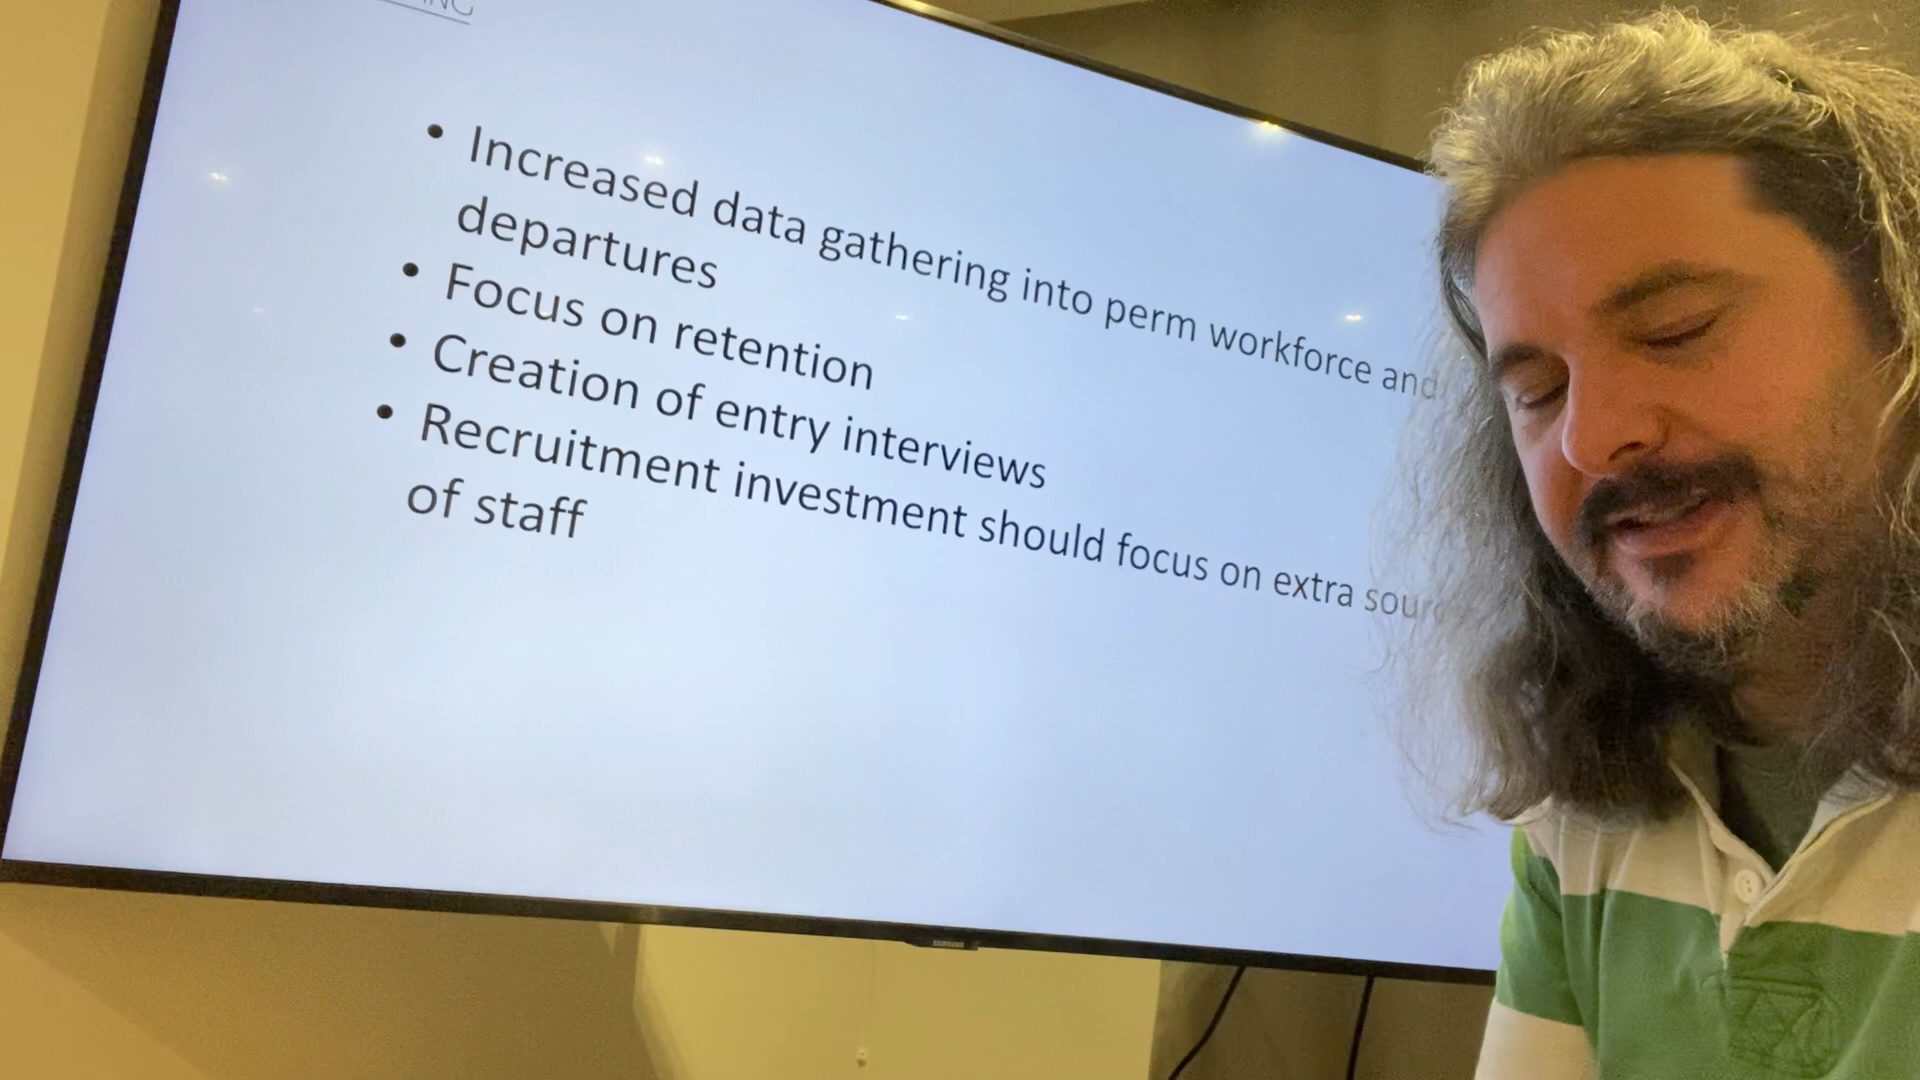 • Increased data gathering into perm workforce and
departures
• Focus on retention
• Creation of entry interviews
• Recruitment investment should focus on extra
of staff
SAMSUNG